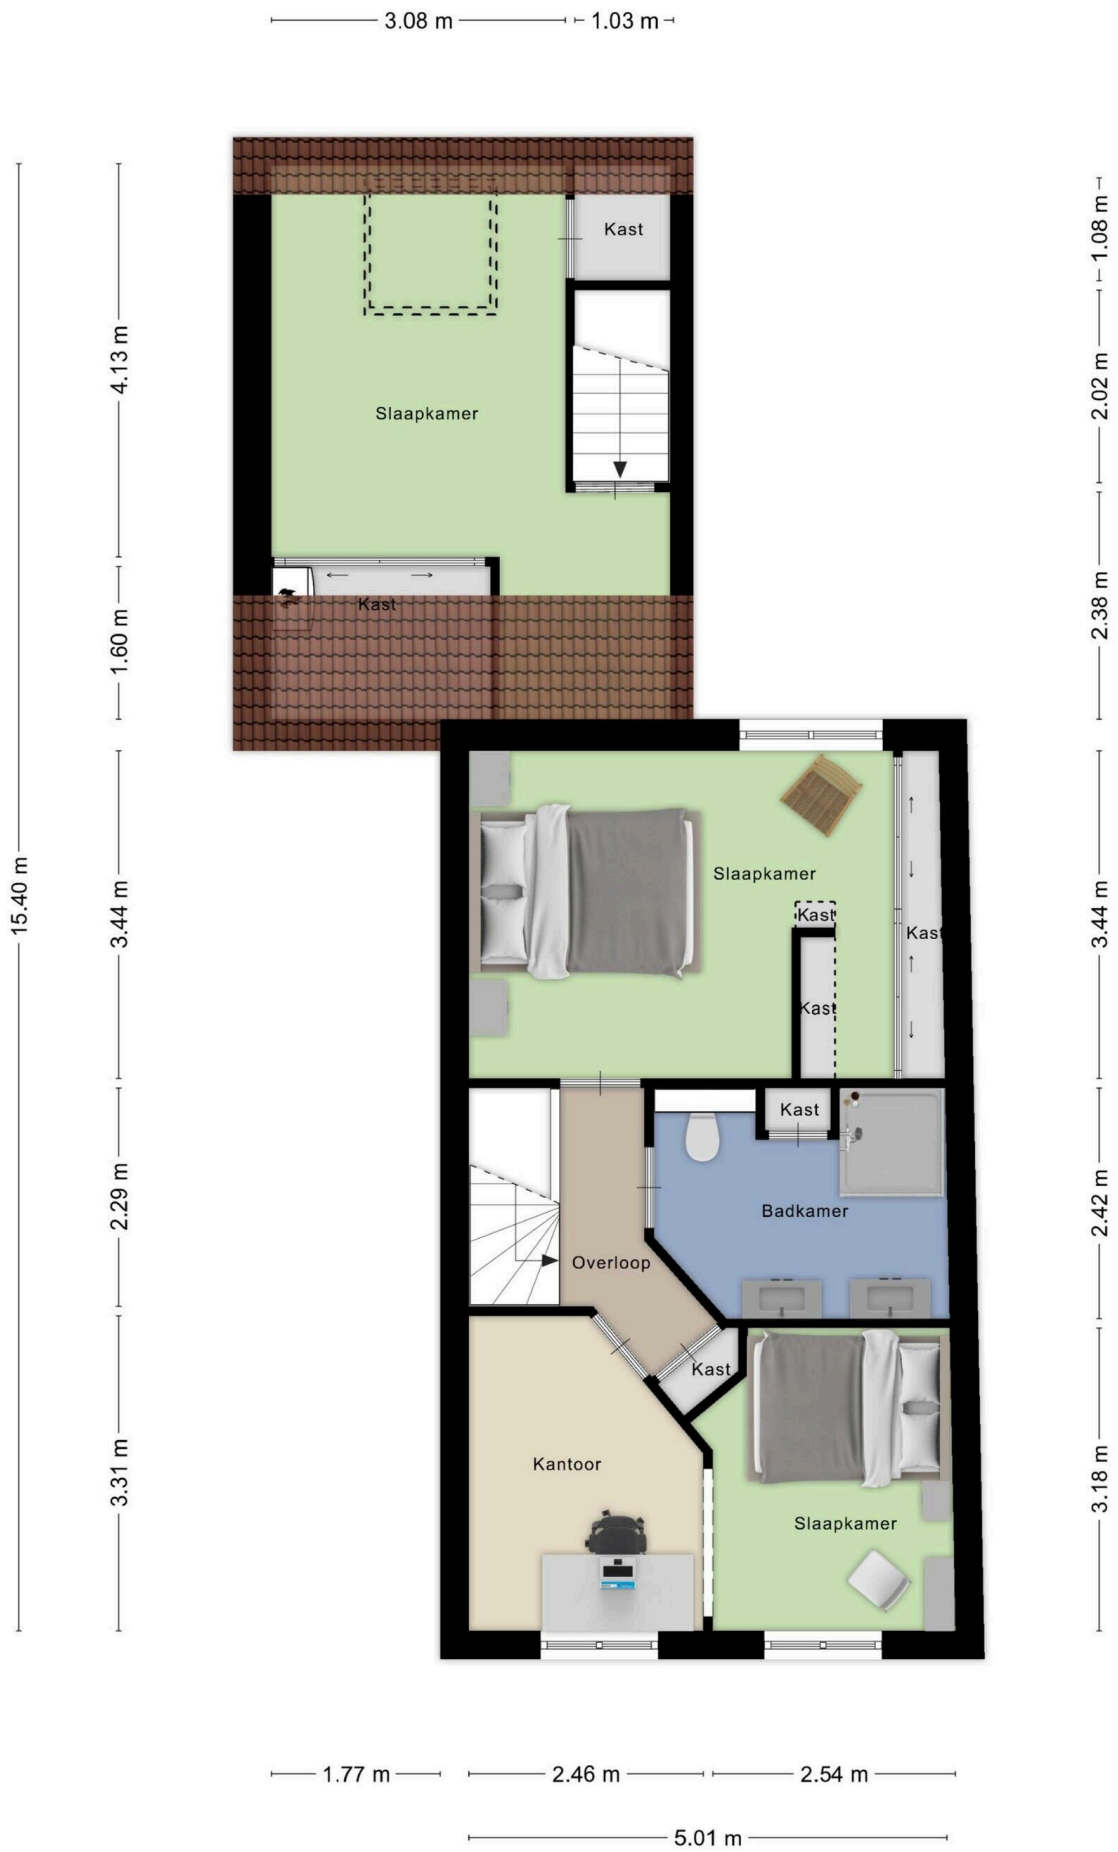 3.08 m
1.03 m
Kast
1.08 m
4.13 m
2.02 m
Slaapkamer
2.38 m
Kast
1.60 m
15.40 m
3.44 m
Slaapkamer
Kast
Kast
3.44 m
Kast
Kast
2.29 m
Badkamer
2.42 m
Overloop
Kast
3.31 m
Kantoor
3.18 m
Slaapkamer
1.77 m
2.46 m
2.54 m
5.01 m